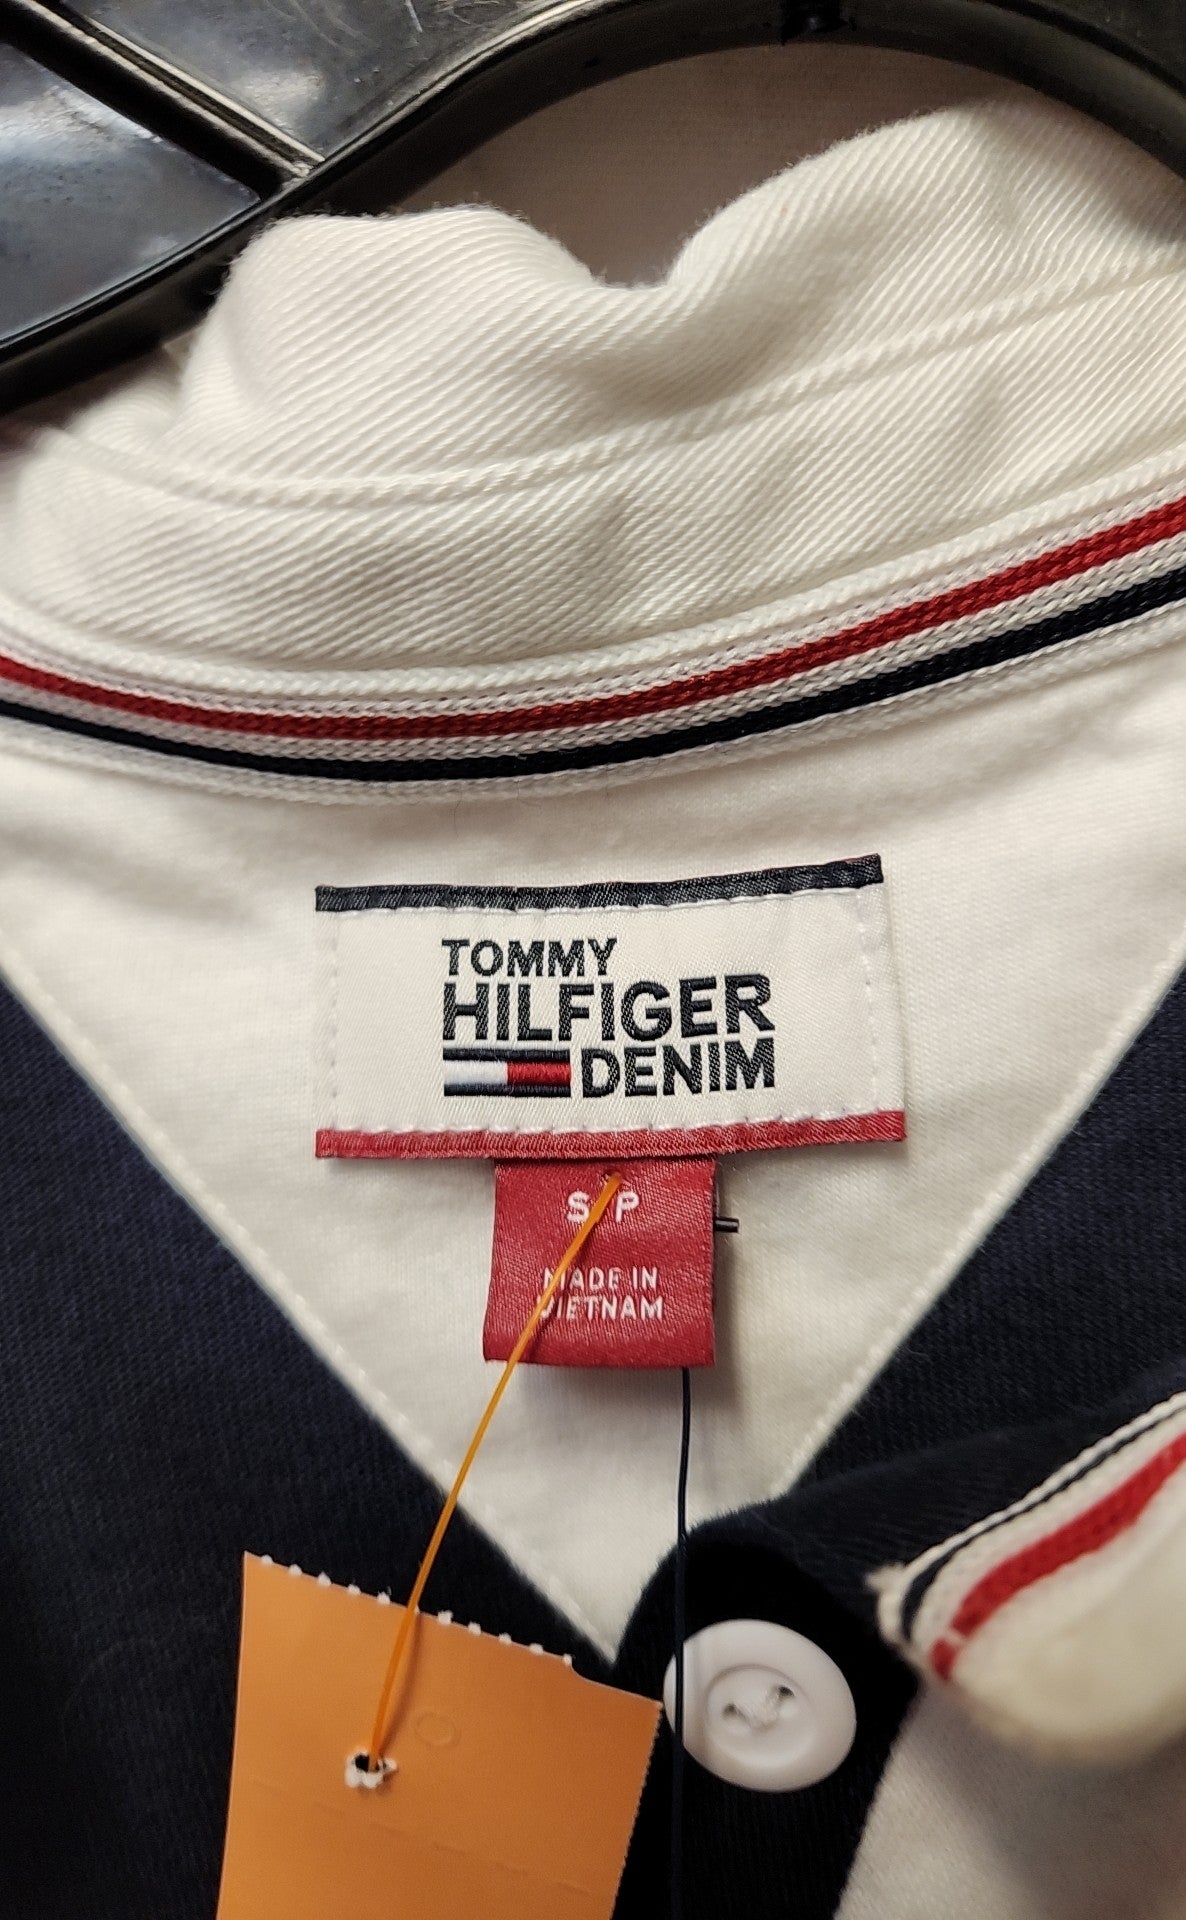 TOMMY
HILFIGER
DENIM
S/P
MADE IN
VIETNAM